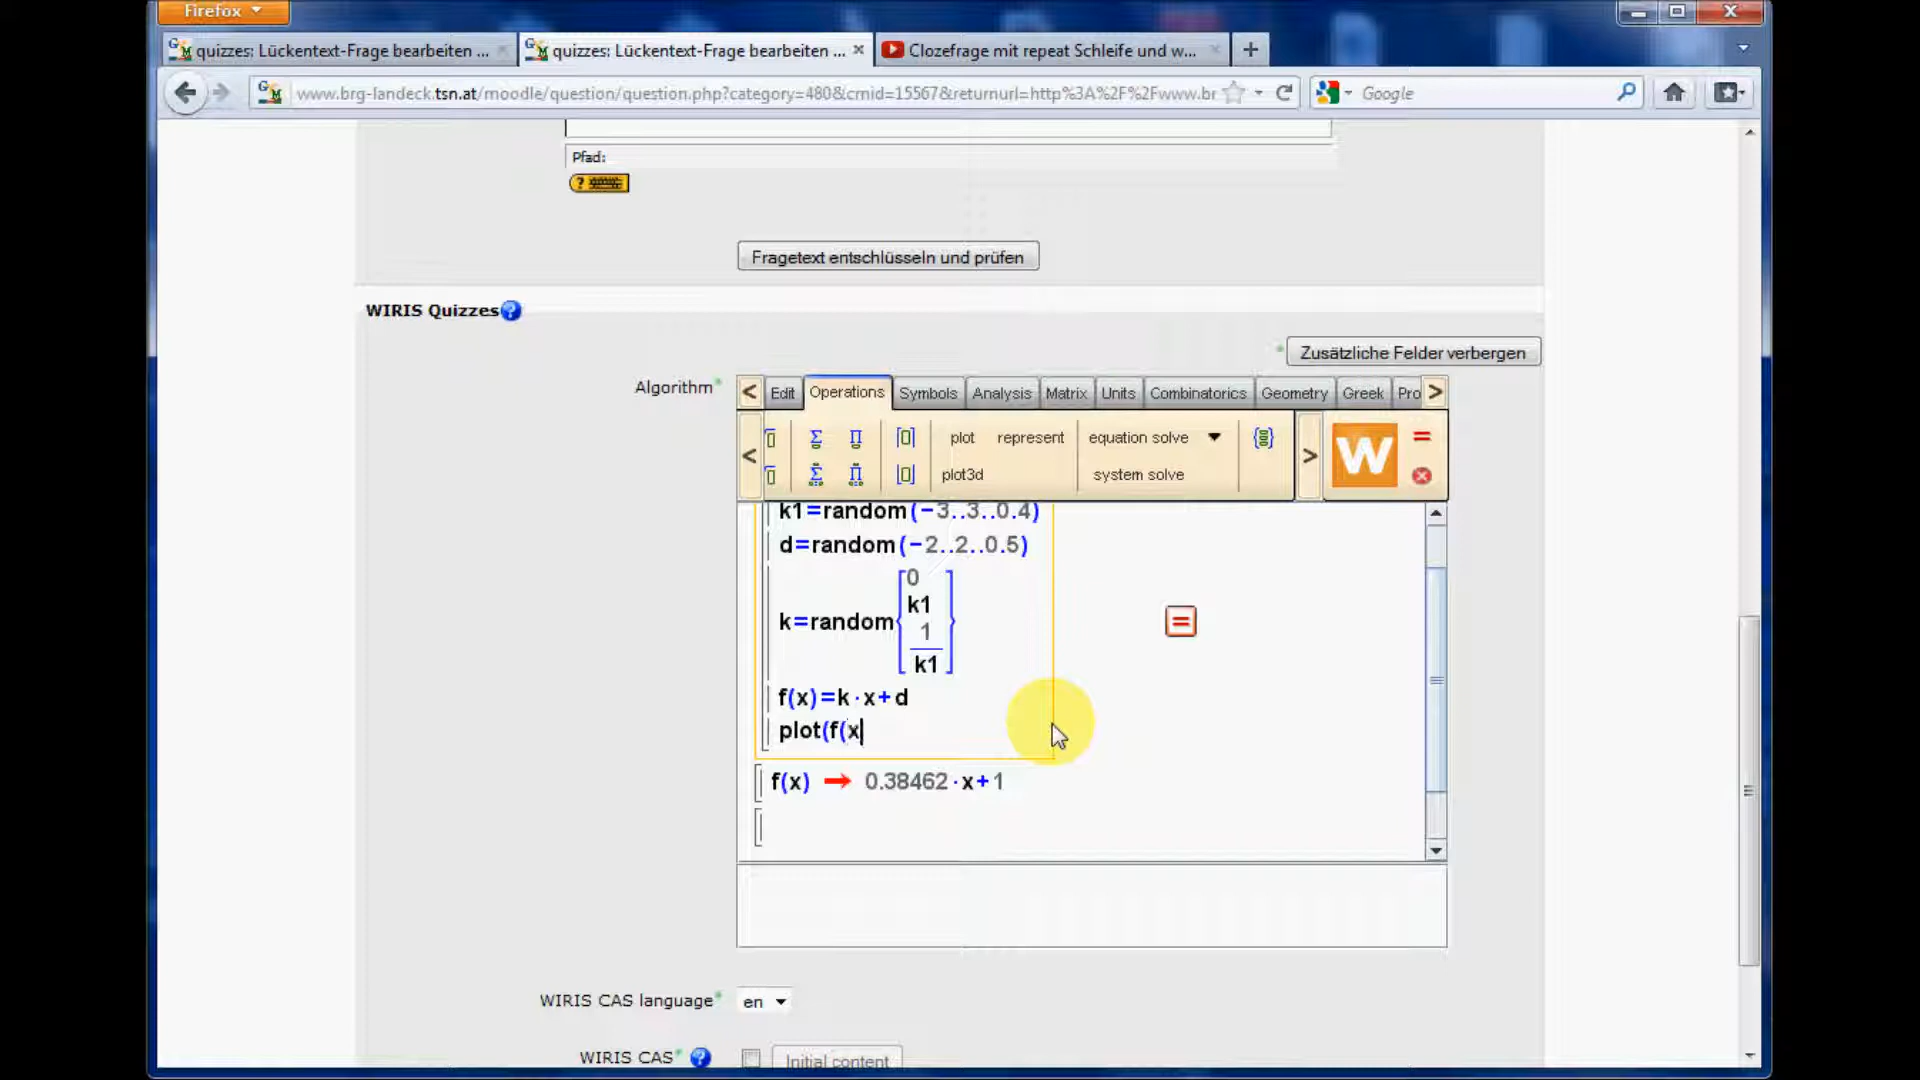 Firefox
quizzes: Lückentext-Frage bearbeiten ...
quizzes: Lückentext-Frage bearbeiten ...
Clozefrage mit repeat Schleife und w...
www.brg-landeck.tsn.at/moodle/question/question.php?category=480&cmid=15567&returnurl=http%3A%2F%2Fwww.br
Google
Pfad:
Fragetext entschlüsseln und prüfen
WIRIS Quizzes
Zusätzliche Felder verbergen
Algorithm*
< Edit Operations Symbols Analysis Matrix Units Combinatorics Geometry Greek Pro >
Σ Π [0] plot represent equation solve
< > W =
Σ Π [0] plot3d system solve
k1=random(-3..3..0.4)
d=random(-2..2..0.5)
k=random{0
k1
1
k1}
=
f(x)=k·x+d
plot(f(x
f(x) → 0.38462·x+1
WIRIS CAS language* en
WIRIS CAS* Initial content